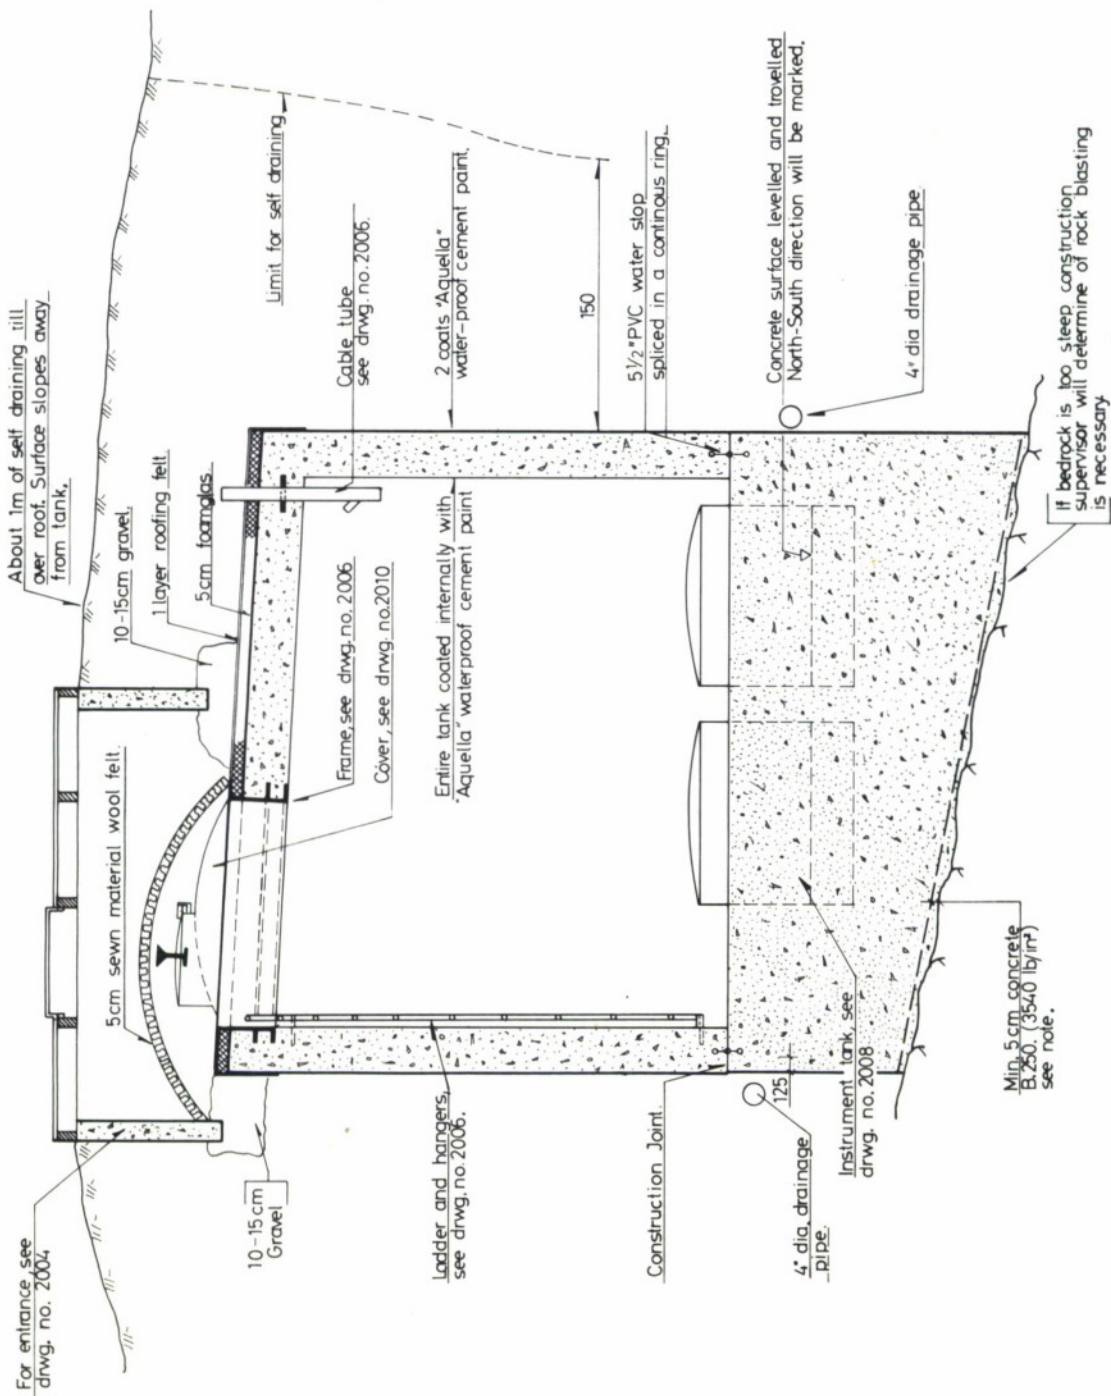 For entrance, see
drwg. no. 2004
About 1m of self draining till
over roof. Surface slopes away
from tank.
10-15cm gravel.
1 layer roofing felt
5cm foamglas
5cm sewn material wool felt.
Limit for self draining
Cable tube
see drwg. no. 2006.
Frame, see drwg. no. 2006
Cover, see drwg. no.2010
10-15 cm
Gravel
2 coats "Aquella"
water-proof cement paint.
Entire tank coated internally with
"Aquella" waterproof cement paint
Ladder and hangers,
see drwg. no.2006.
150
5½" PVC water stop
spliced in a continous ring.
Construction Joint.
Concrete surface levelled and trovelled
North-South direction will be marked.
4" dia drainage pipe.
4" dia. drainage
pipe.
125
Instrument tank, see
drwg. no. 2008
Min. 5cm concrete
B.250. (3540 lb/in²)
see note.
If bedrock is too steep construction
supervisor will determine of rock blasting
is necessary.